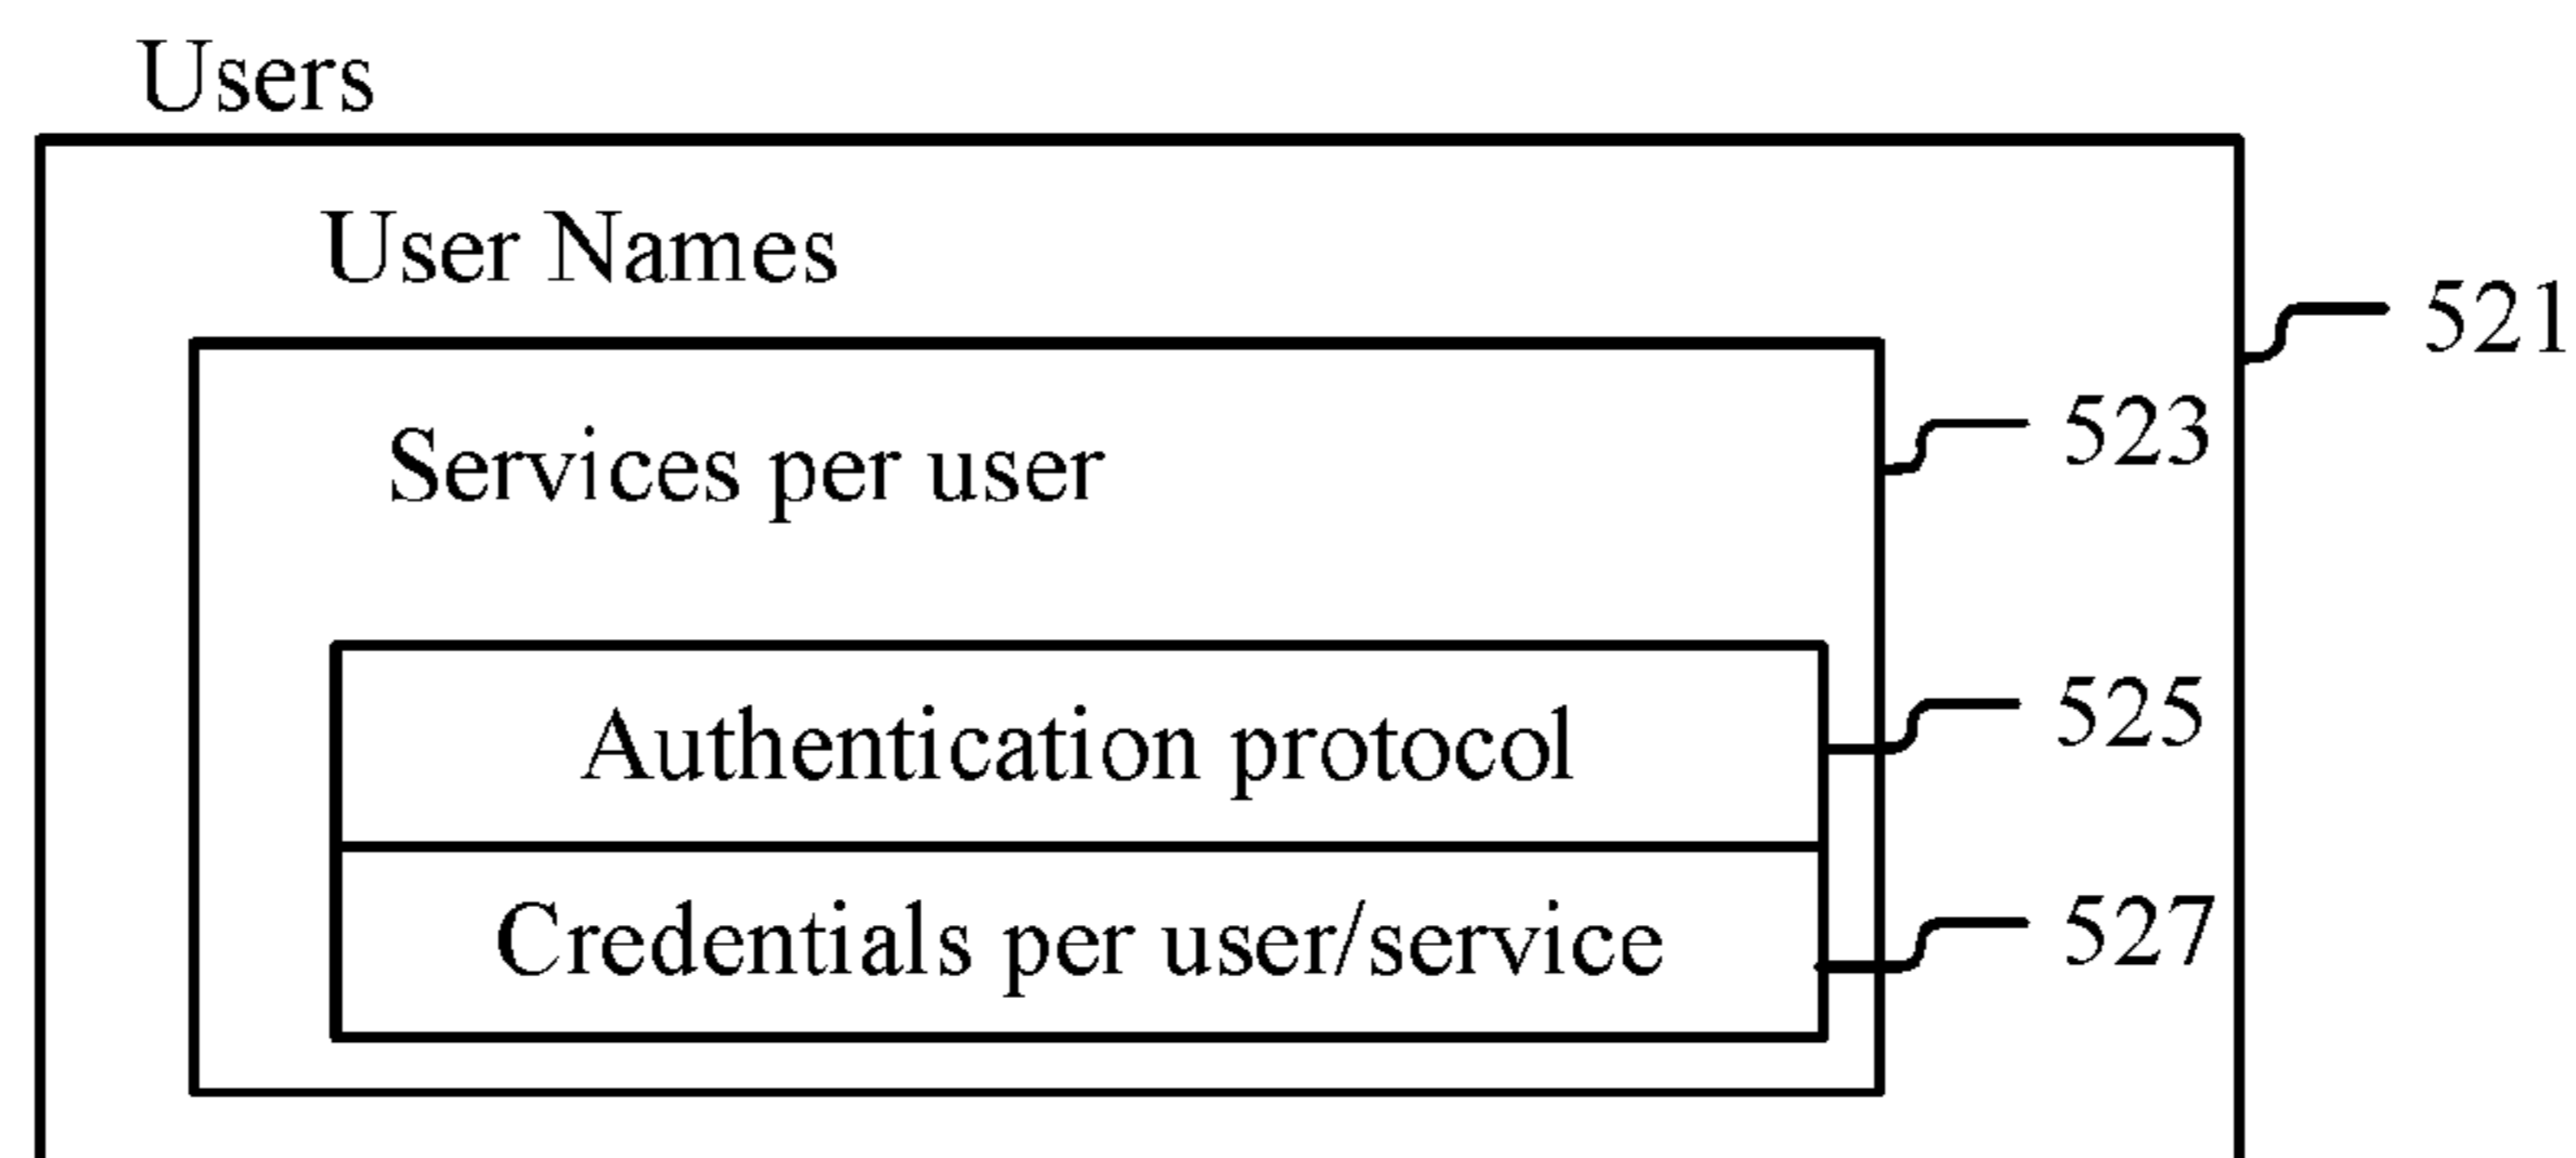 Users
User Names
521
523
Services per user
525
Authentication protocol
527
Credentials per user/service